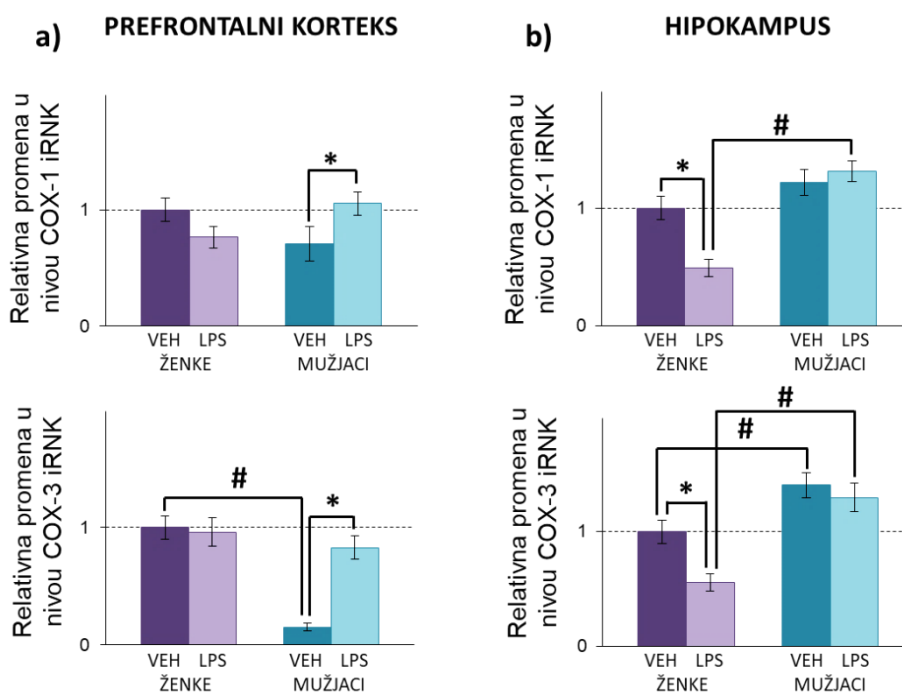 a) PREFRONTALNI KORTEKS
Relativna promena u
nivou COX-1 iRNK
*
1
0
VEH LPS VEH LPS
ŽENKE MUŽJACI
Relativna promena u
nivou COX-3 iRNK
#
*
1
0
VEH LPS VEH LPS
ŽENKE MUŽJACI
b) HIPOKAMPUS
Relativna promena u
nivou COX-1 iRNK
#
*
1
0
VEH LPS VEH LPS
ŽENKE MUŽJACI
Relativna promena u
nivou COX-3 iRNK
#
#
*
1
0
VEH LPS VEH LPS
ŽENKE MUŽJACI